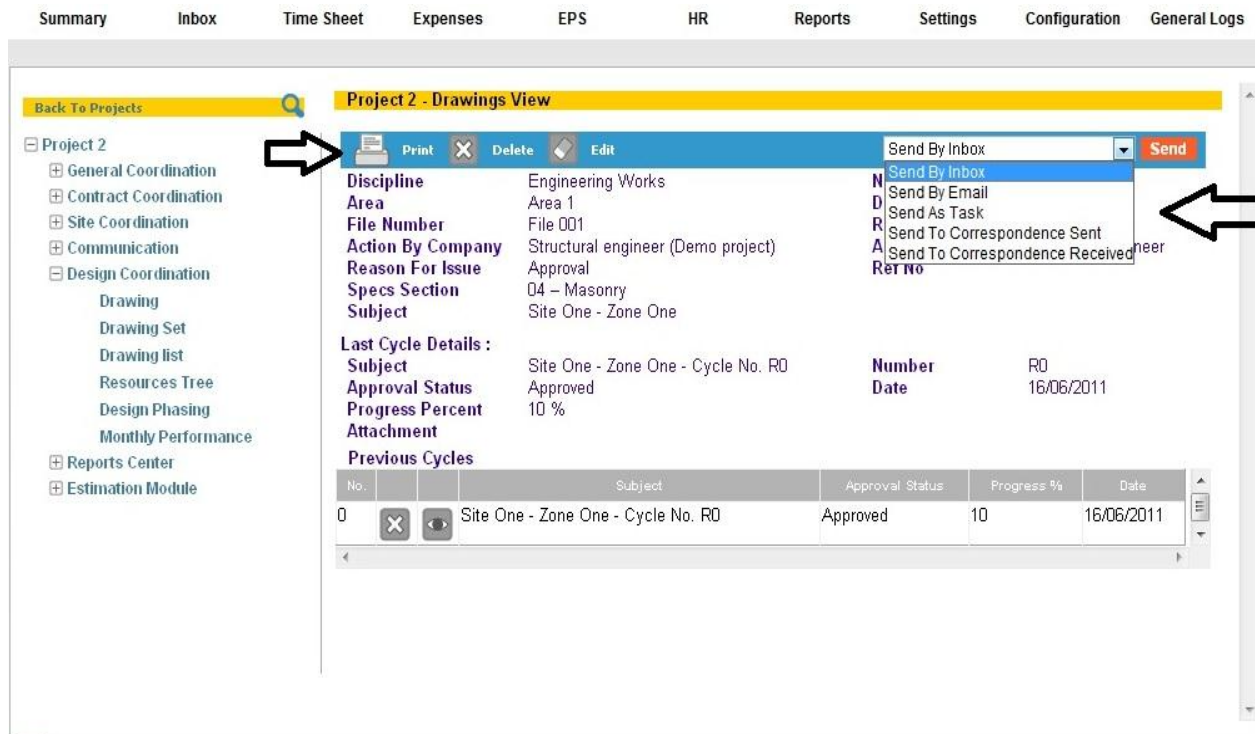 Summary Inbox Time Sheet Expenses EPS HR Reports Settings Configuration General Logs
Back To Projects
Project 2
General Coordination
Contract Coordination
Site Coordination
Communication
Design Coordination
Drawing
Drawing Set
Drawing list
Resources Tree
Design Phasing
Monthly Performance
Reports Center
Estimation Module
Project 2 - Drawings View
Print Delete Edit Send By Inbox Send
Send By Inbox
Send By Email
Send As Task
Send To Correspondence Sent
Send To Correspondence Received
Discipline Engineering Works
Area Area 1
File Number File 001
Action By Company Structural engineer (Demo project)
Reason For Issue Approval Ref No
Specs Section 04 – Masonry
Subject Site One - Zone One
Last Cycle Details :
Subject Site One - Zone One - Cycle No. R0 Number R0
Approval Status Approved Date 16/06/2011
Progress Percent 10 %
Attachment
Previous Cycles
No. Subject Approval Status Progress % Date
0 Site One - Zone One - Cycle No. R0 Approved 10 16/06/2011